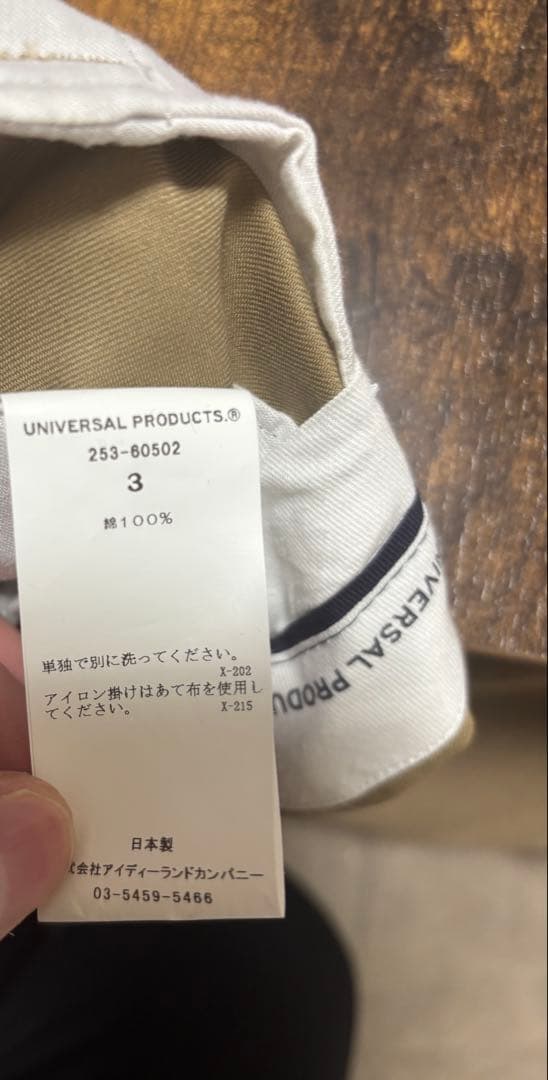 UNIVERSAL PRODUCTS.®
253-60502
3
綿100%
単独で別に洗ってください。
X-202
アイロン掛けはあて布を使用し
てください。
X-215
日本製
式会社アイディーランドカンパニー
03-5459-5466
UNIVERSAL PRODU